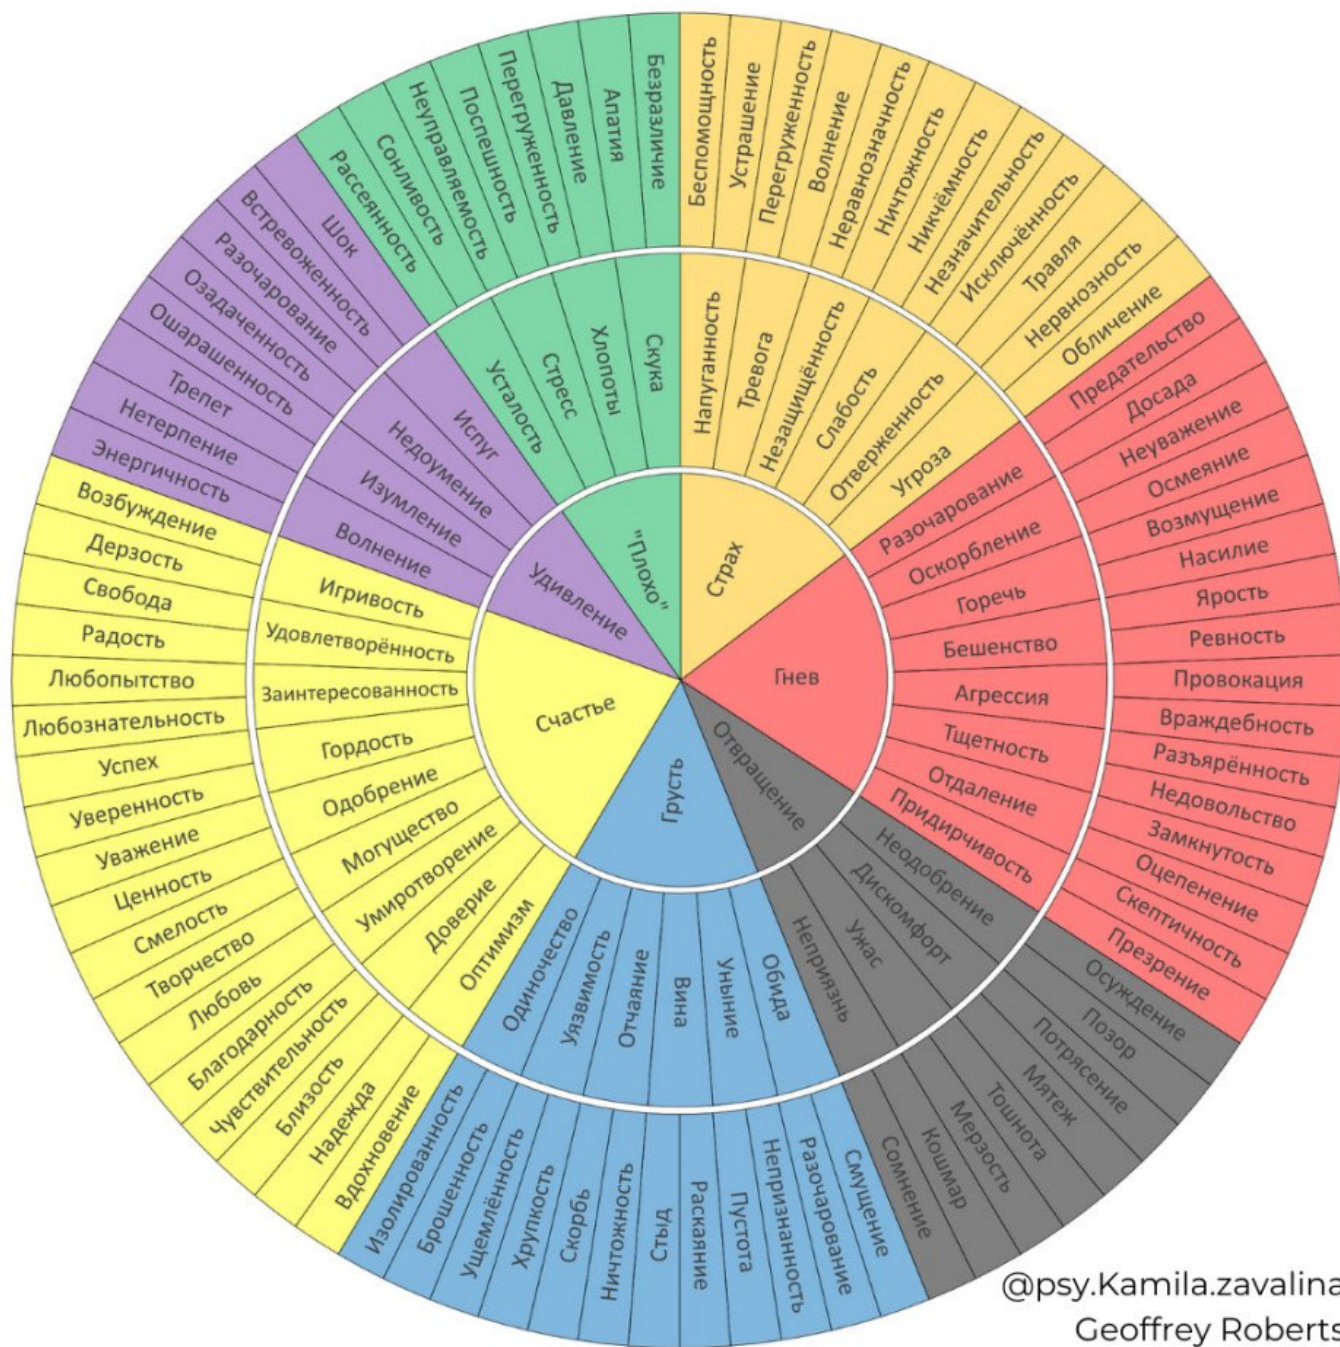 Страх
Гнев
Отвращение
Грусть
Счастье
Удивление
"Плохо"
Напуганность
Тревога
Незащищённость
Слабость
Отверженность
Угроза
Разочарование
Оскорбление
Горечь
Бешенство
Агрессия
Тщетность
Отдаление
Придирчивость
Неодобрение
Дискомфорт
Ужас
Неприязнь
Обида
Уныние
Вина
Отчаяние
Уязвимость
Одиночество
Оптимизм
Доверие
Умиротворение
Могущество
Одобрение
Гордость
Заинтересованность
Удовлетворённость
Игривость
Волнение
Изумление
Недоумение
Испуг
Усталость
Стресс
Хлопоты
Скука
Беспомощность
Устрашение
Перегруженность
Волнение
Неравнозначность
Ничтожность
Никчёмность
Незначительность
Исключённость
Травля
Нервнозность
Обличение
Предательство
Досада
Неуважение
Осмеяние
Возмущение
Насилие
Ярость
Ревность
Провокация
Враждебность
Разъярённость
Недовольство
Замкнутость
Оцепенение
Скептичность
Презрение
Осуждение
Позор
Потрясение
Мятеж
Тошнота
Мерзость
Кошмар
Сомнение
Смущение
Разочарование
Непризнанность
Пустота
Раскаяние
Стыд
Ничтожность
Скорбь
Хрупкость
Ущемлённость
Брошенность
Изолированность
Вдохновение
Надежда
Близость
Чувствительность
Благодарность
Любовь
Творчество
Смелость
Ценность
Уважение
Уверенность
Успех
Любознательность
Любопытство
Радость
Свобода
Дерзость
Возбуждение
Энергичность
Нетерпение
Трепет
Ошарашенность
Озадаченность
Разочарование
Встревоженность
Шок
Рассеянность
Сонливость
Неуправляемость
Поспешность
Перегруженность
Давление
Апатия
Безразличие
@psy.Kamila.zavalina
Geoffrey Roberts